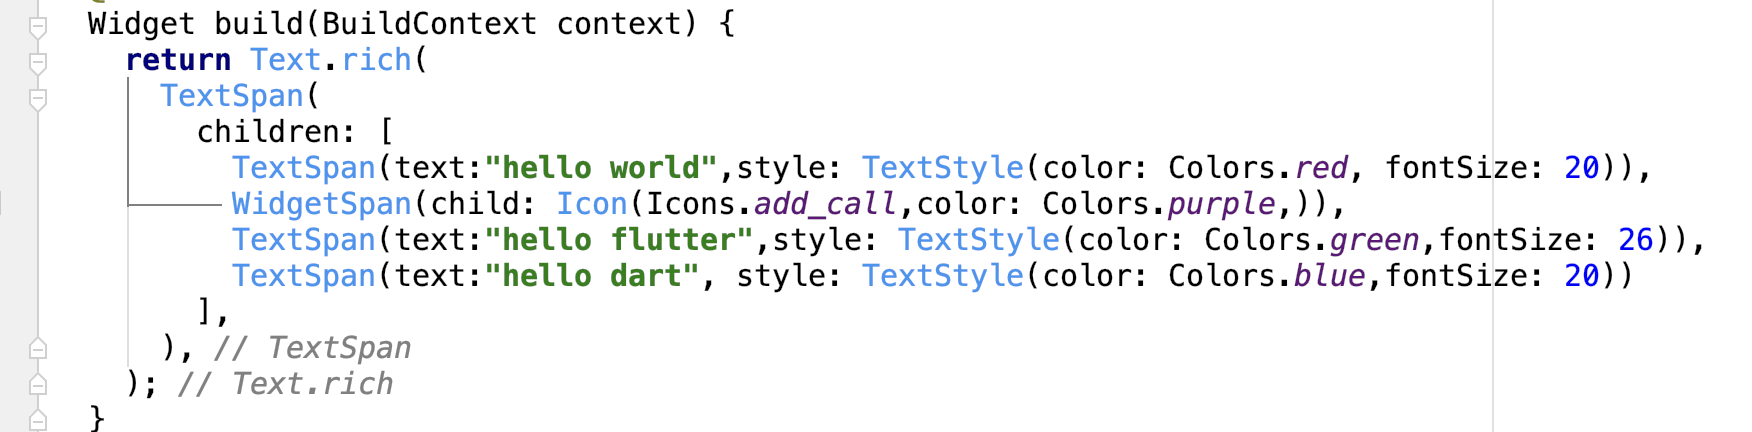 Widget build(BuildContext context) {
return Text.rich(
TextSpan(
children: [
TextSpan(text:"hello world",style: TextStyle(color: Colors.red, fontSize: 20)),
WidgetSpan(child: Icon(Icons.add_call,color: Colors.purple,)),
TextSpan(text:"hello flutter",style: TextStyle(color: Colors.green,fontSize: 26)),
TextSpan(text:"hello dart", style: TextStyle(color: Colors.blue,fontSize: 20))
],
), // TextSpan
); // Text.rich
}